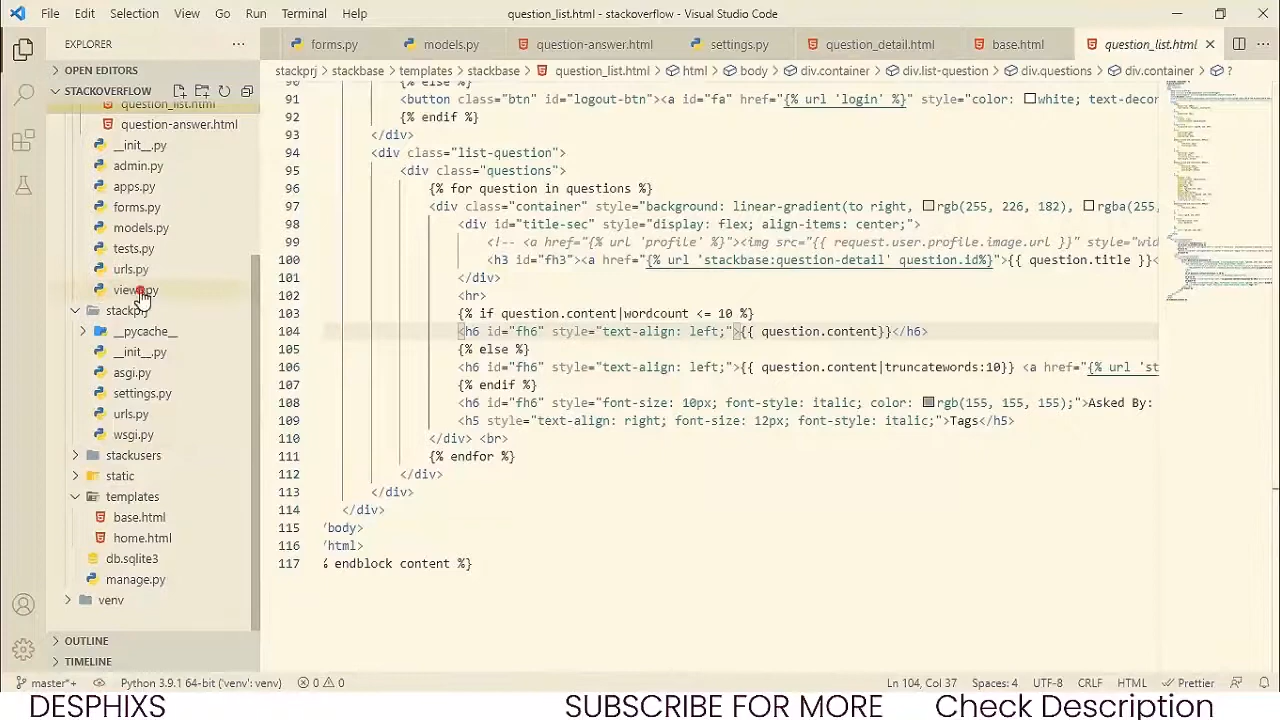 File Edit Selection View Go Run Terminal Help question_list.html - stackoverflow - Visual Studio Code
EXPLORER ··· forms.py models.py question-answer.html settings.py question_detail.html base.html question_list.html
OPEN EDITORS
stackprj > stackbase > templates > stackbase > question_list.html > html > body > div.container > div.list-question > div.questions > div.container > ?
STACKOVERFLOW
question_list.html
question-answer.html
__init__.py
admin.py
apps.py
forms.py
models.py
tests.py
urls.py
stackprj
__pycache__
__init__.py
asgi.py
settings.py
urls.py
wsgi.py
stackusers
static
templates
base.html
home.html
db.sqlite3
manage.py
venv
OUTLINE
TIMELINE
90 {% else %}
91 <button class="btn" id="logout-btn"><a id="fa" href="{% url 'login' %}" style="color: white; text-decor
92 {% endif %}
93 </div>
94 <div class="list-question">
95 <div class="questions">
96 {% for question in questions %}
97 <div class="container" style="background: linear-gradient(to right, rgb(255, 226, 182), rgba(255,
98 <div id="title-sec" style="display: flex; align-items: center;">
99 <!-- <a href="{% url 'profile' %}"><img src="{{ request.user.profile.image.url }}" style="wid
100 <h3 id="fh3"><a href="{% url 'stackbase:question-detail' question.id%}">{{ question.title }}<
101 </div>
102 <hr>
103 {% if question.content|wordcount <= 10 %}
104 <h6 id="fh6" style="text-align: left;">{{ question.content}}</h6>
105 {% else %}
106 <h6 id="fh6" style="text-align: left;">{{ question.content|truncatewords:10}} <a href="{% url 'st
107 {% endif %}
108 <h6 id="fh6" style="font-size: 10px; font-style: italic; color: rgb(155, 155, 155);">Asked By:
109 <h5 style="text-align: right; font-size: 12px; font-style: italic;">Tags</h5>
110 </div> <br>
111 {% endfor %}
112 </div>
113 </div>
114 </div>
115 /body>
116 /html>
117 % endblock content %}
master*+ Python 3.9.1 64-bit ('venv': venv) 0 0 Ln 104, Col 37 Spaces: 4 UTF-8 CRLF HTML Prettier
DESPHIXS SUBSCRIBE FOR MORE Check Description